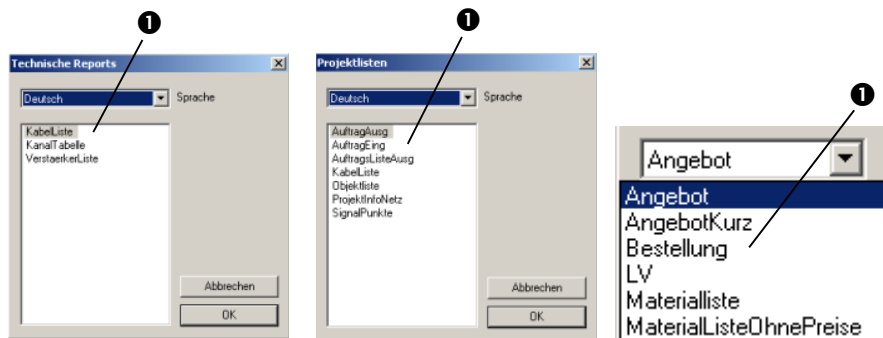 ❶
Technische Reports
Deutsch
Sprache
KabelListe
KanalTabelle
VerstaerkerListe
Abbrechen
OK
❶
Projektlisten
Deutsch
Sprache
AuftragAusg
AuftragEing
AuftragsListeAusg
KabelListe
Objektliste
ProjektInfoNetz
SignalPunkte
Abbrechen
OK
❶
Angebot
Angebot
AngebotKurz
Bestellung
LV
Materialliste
MaterialListeOhnePreise